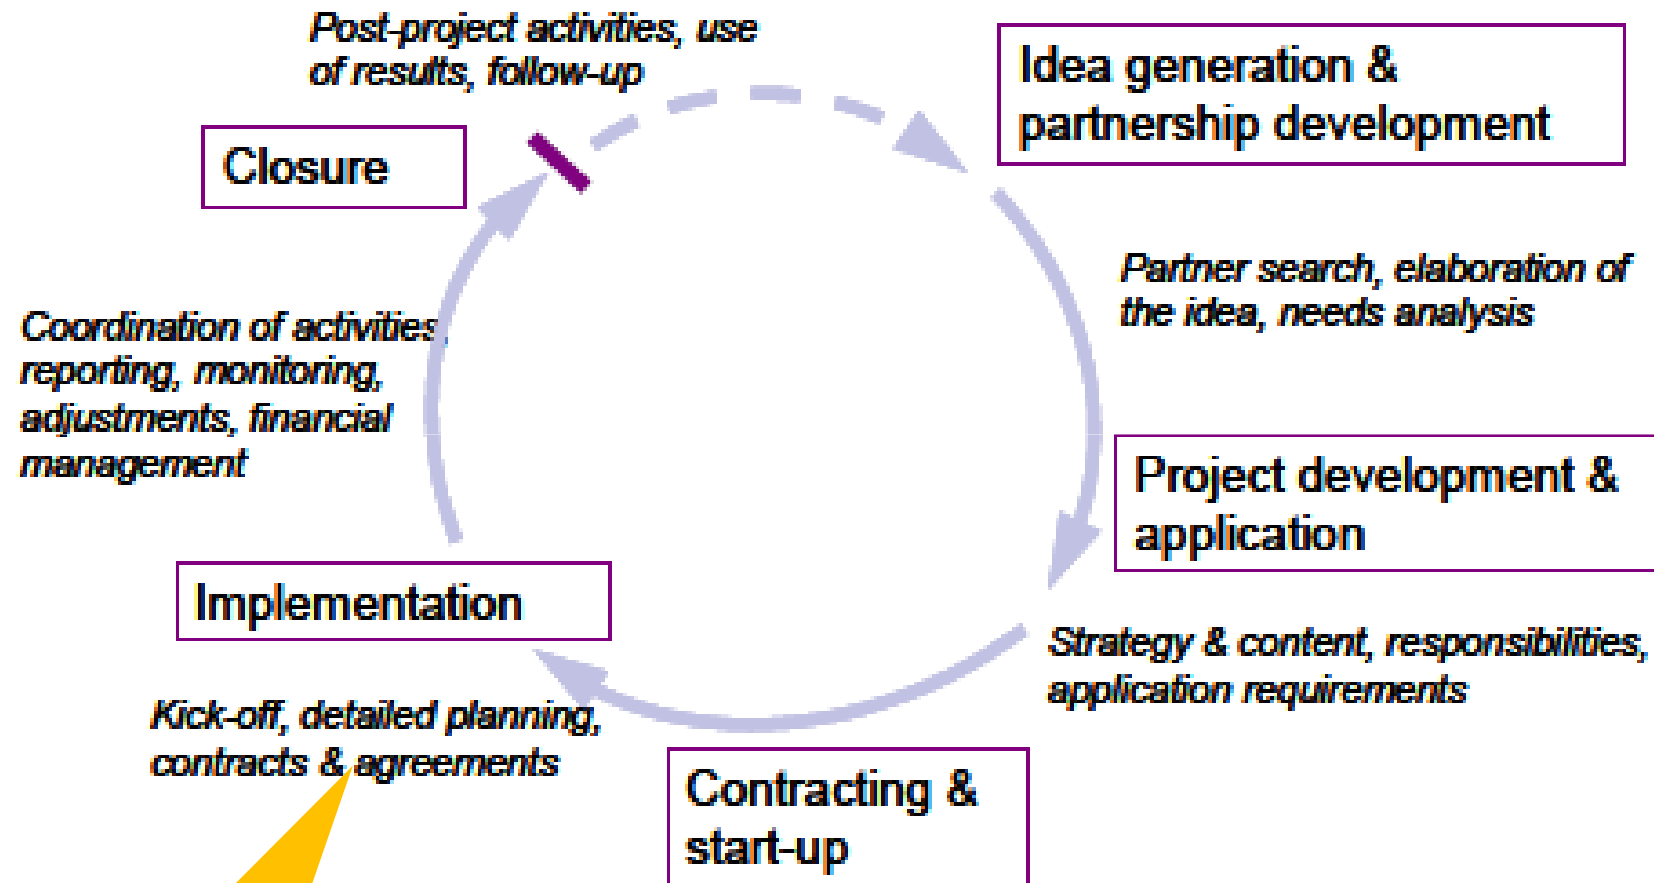 Post-project activities, use
of results, follow-up
Idea generation &
partnership development
Closure
Partner search, elaboration of
the idea, needs analysis
Coordination of activities,
reporting, monitoring,
adjustments, financial
management
Project development &
application
Implementation
Strategy & content, responsibilities,
application requirements
Kick-off, detailed planning,
contracts & agreements
Contracting &
start-up